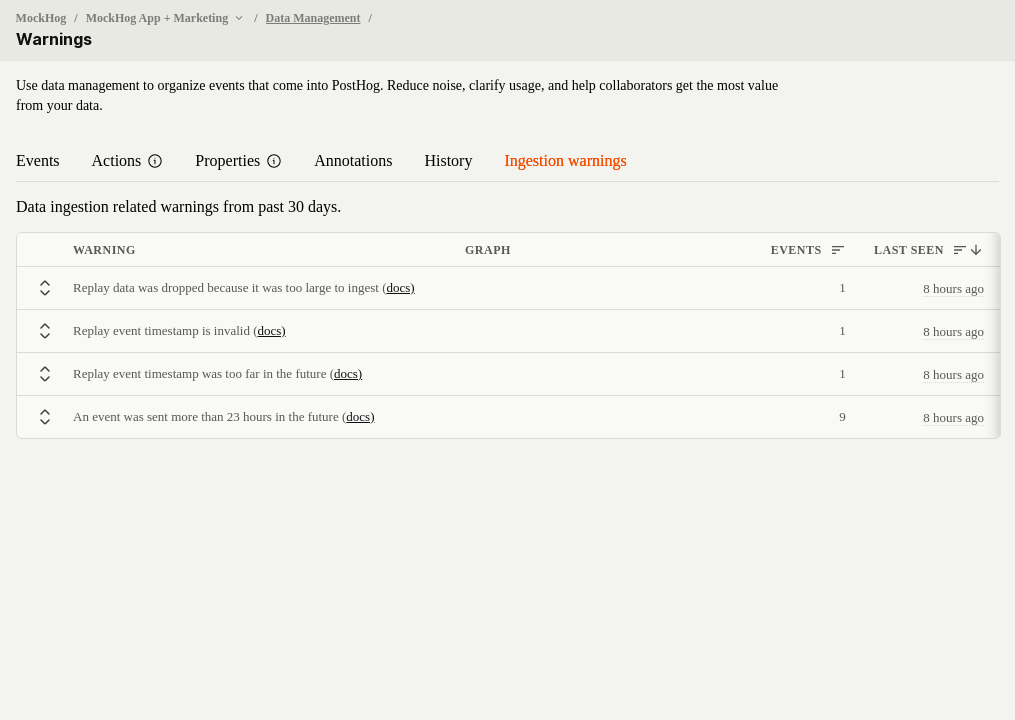 MockHog / MockHog App + Marketing / Data Management /
Warnings
Use data management to organize events that come into PostHog. Reduce noise, clarify usage, and help collaborators get the most value
from your data.
Events Actions Properties Annotations History Ingestion warnings
Data ingestion related warnings from past 30 days.
WARNING GRAPH EVENTS LAST SEEN
Replay data was dropped because it was too large to ingest (docs) 1 8 hours ago
Replay event timestamp is invalid (docs) 1 8 hours ago
Replay event timestamp was too far in the future (docs) 1 8 hours ago
An event was sent more than 23 hours in the future (docs) 9 8 hours ago